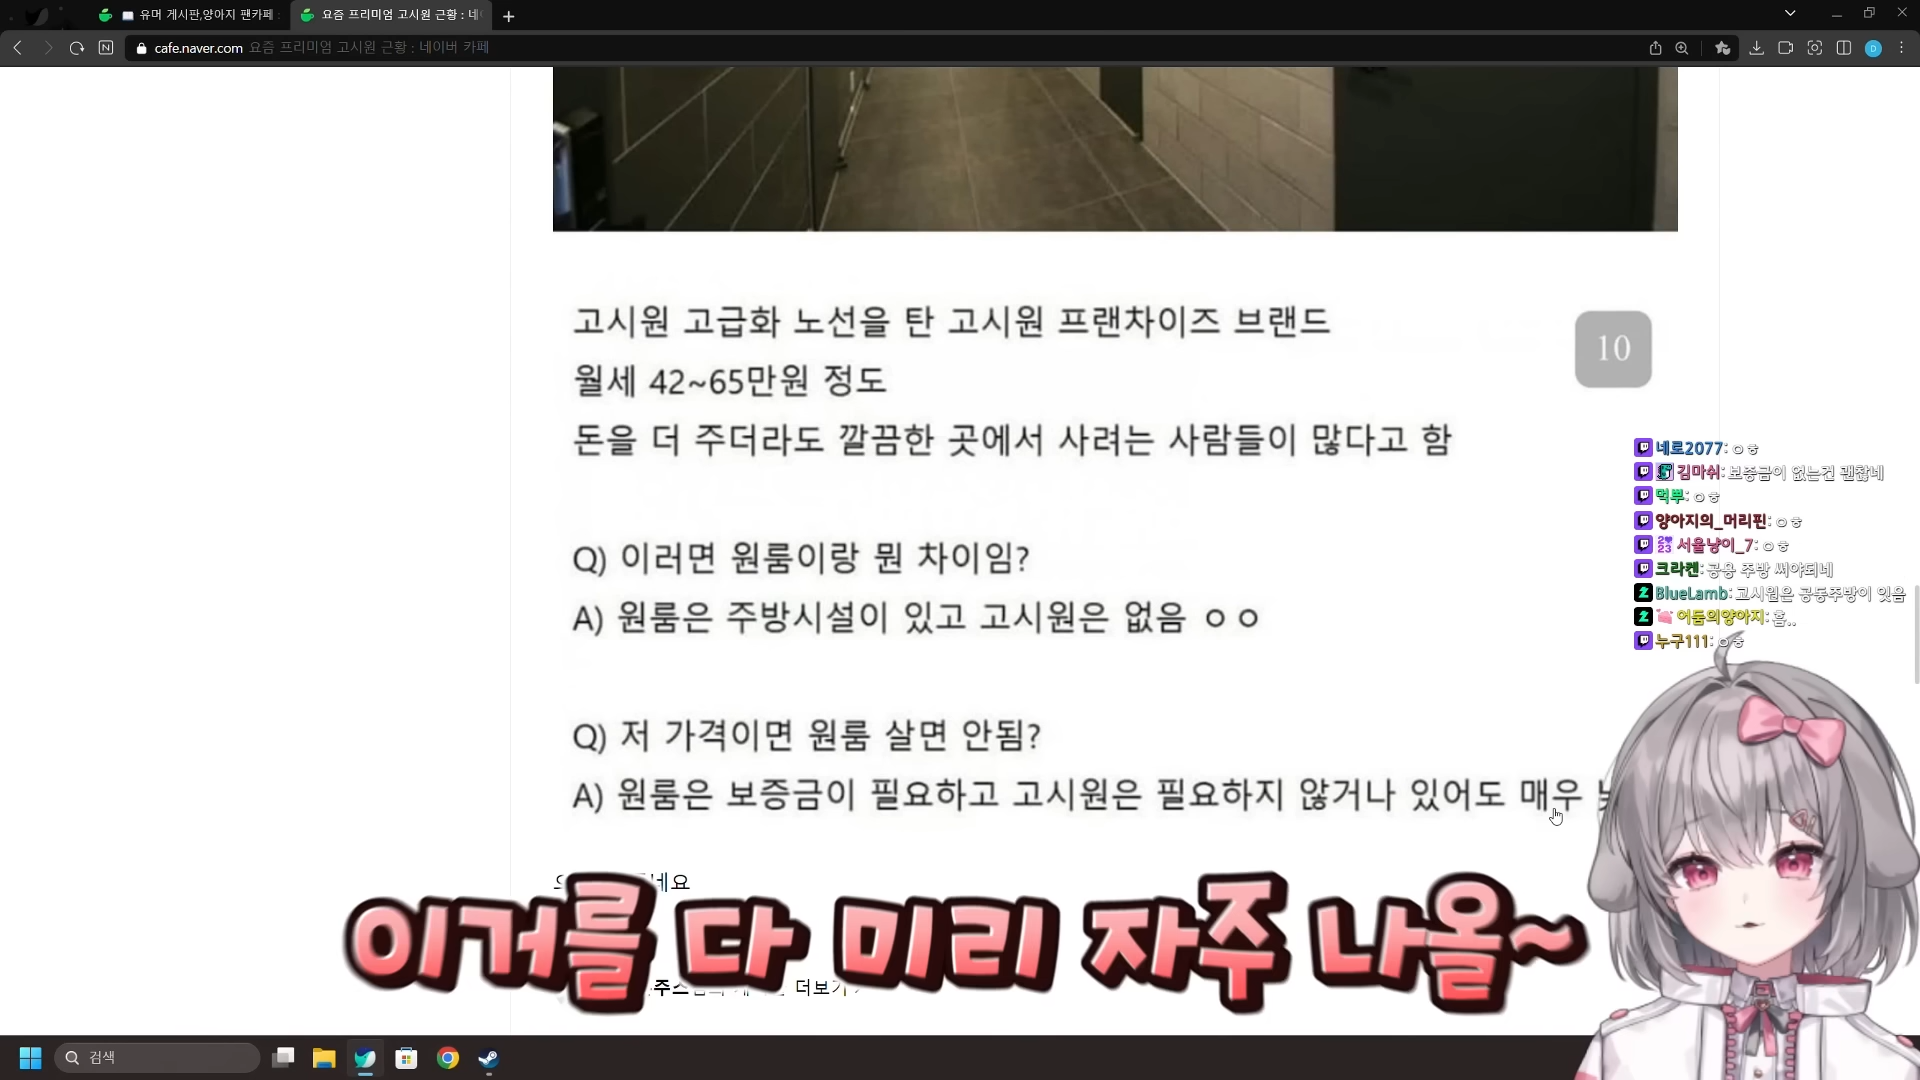 유머 게시판,양아지 팬카페 :
요즘 프리미엄 고시원 근황 : 네
cafe.naver.com 요즘 프리미엄 고시원 근황 : 네이버 카페
고시원 고급화 노선을 탄 고시원 프랜차이즈 브랜드
10
월세 42~65만원 정도
돈을 더 주더라도 깔끔한 곳에서 사려는 사람들이 많다고 함
Q) 이러면 원룸이랑 뭔 차이임?
A) 원룸은 주방시설이 있고 고시원은 없음 ㅇㅇ
Q) 저 가격이면 원룸 살면 안됨?
A) 원룸은 보증금이 필요하고 고시원은 필요하지 않거나 있어도 매우
네로2077: ㅇㅎ
김마쉬: 보증금이 없는건 괜찮네
먹뿌: ㅇㅎ
양아지의_머리핀: ㅇㅎ
서울냥이_7: ㅇㅎ
크라켄: 공용 주방 써야되네
BlueLamb: 고시원은 공동주방이 잇음
어둠의양아지: 흠..
누구111: ㅇㅎ
네요
이거를 다 미리 자주 나올~
더보기
검색